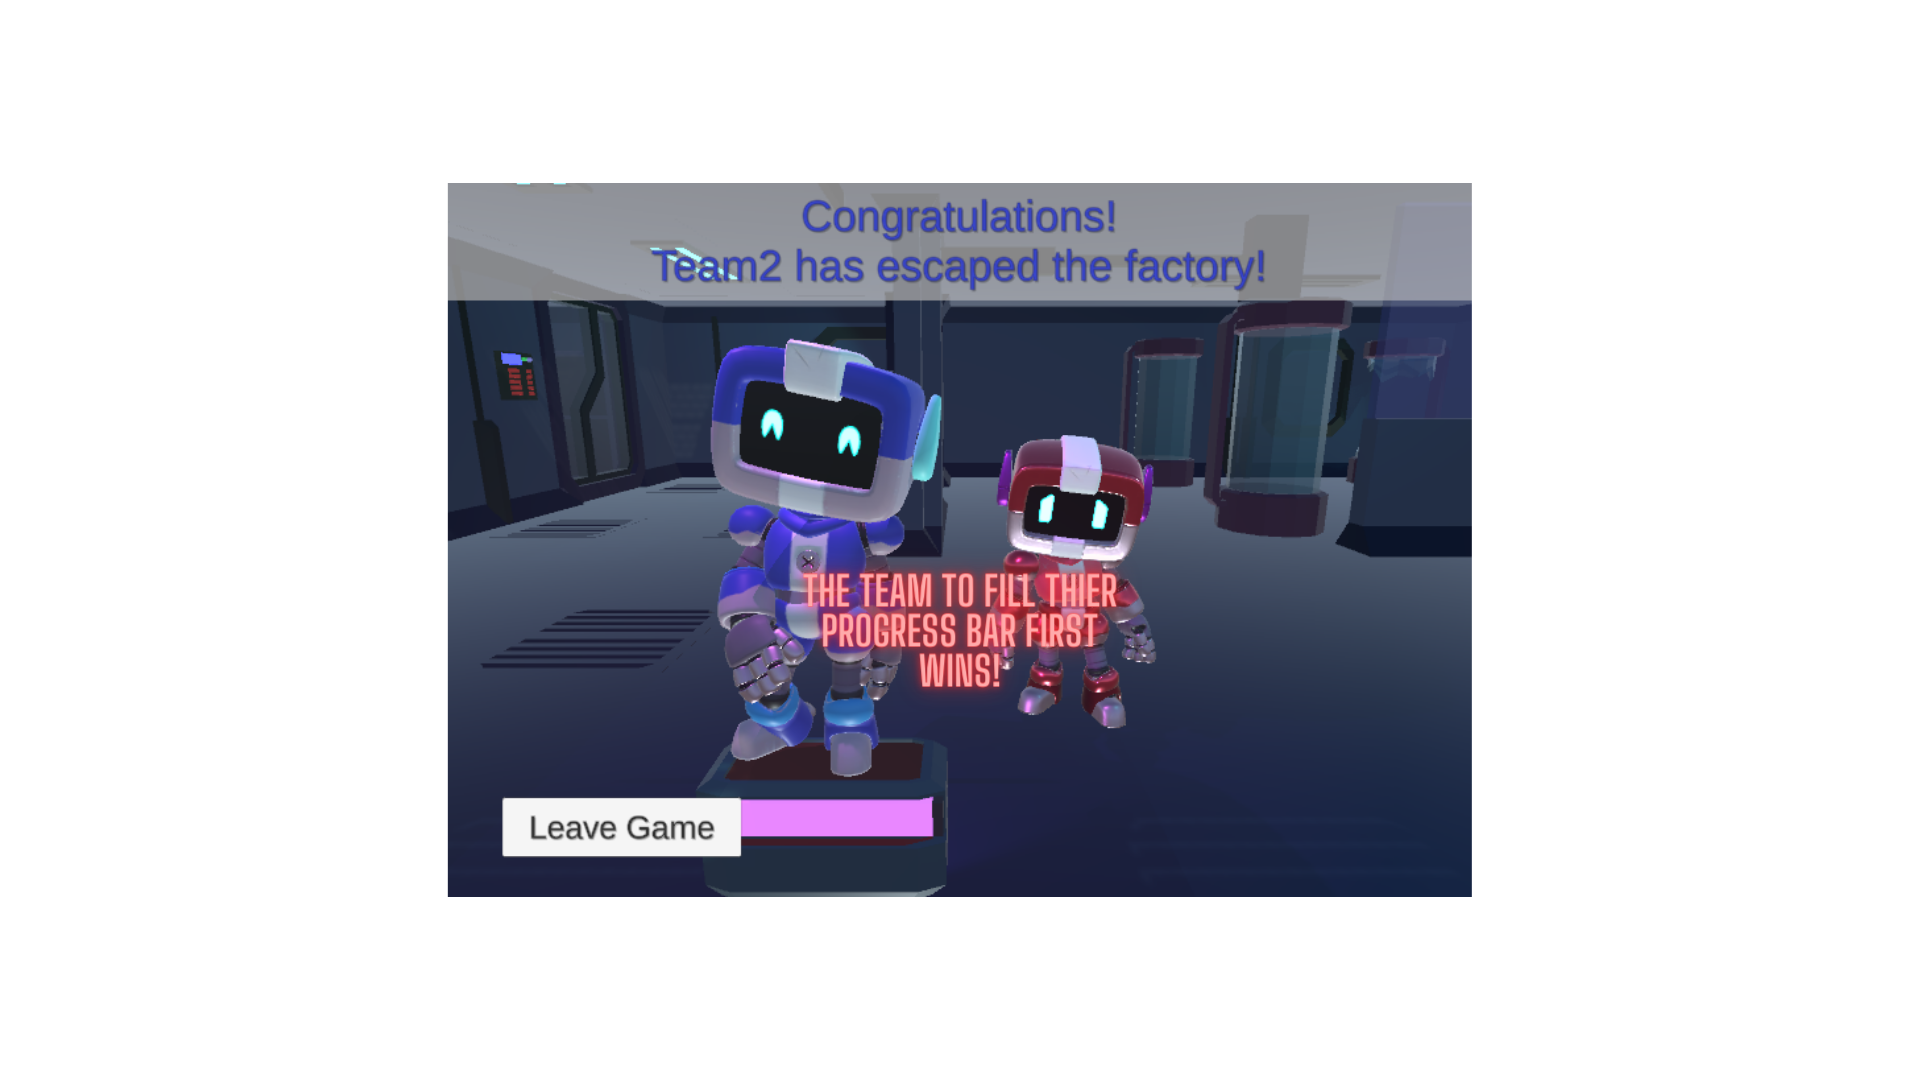 Congratulations!
Team2 has escaped the factory!
THE TEAM TO FILL THIER
PROGRESS BAR FIRST
WINS!
Leave Game